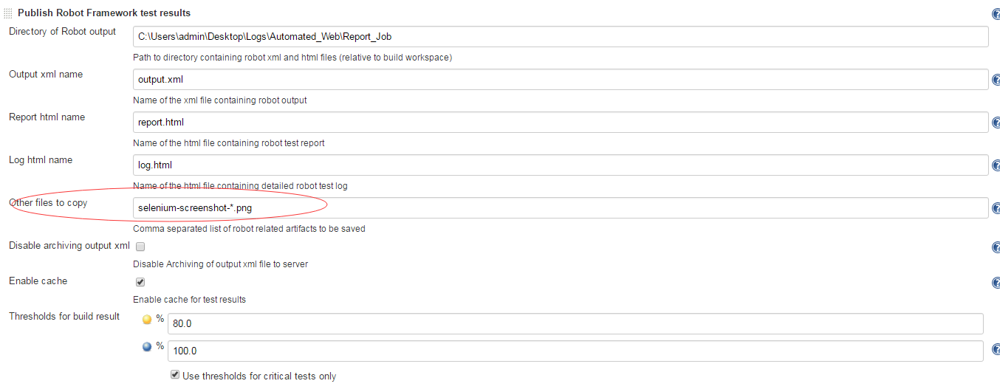 Publish Robot Framework test results
Directory of Robot output
C:\Users\admin\Desktop\Logs\Automated_Web\Report_Job
Path to directory containing robot xml and html files (relative to build workspace)
Output xml name
output.xml
Name of the xml file containing robot output
Report html name
report.html
Name of the html file containing robot test report
Log html name
log.html
Name of the html file containing detailed robot test log
Other files to copy
selenium-screenshot-*.png
Comma separated list of robot related artifacts to be saved
Disable archiving output xml
Disable Archiving of output xml file to server
Enable cache
Enable cache for test results
Thresholds for build result
% 80.0
% 100.0
Use thresholds for critical tests only